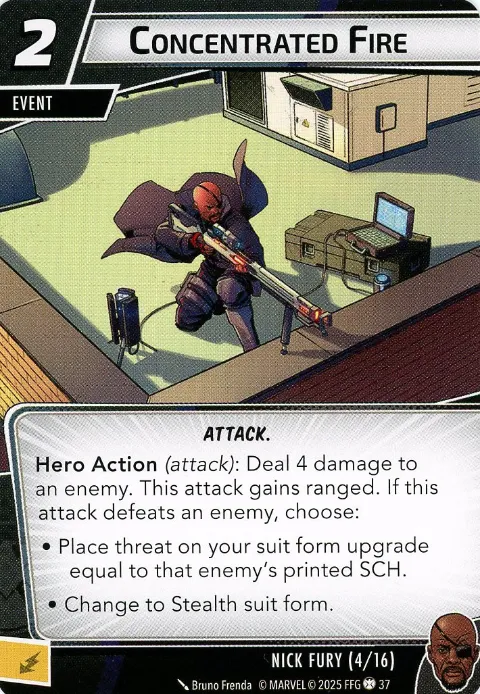 2
CONCENTRATED FIRE
EVENT
ATTACK.
Hero Action (attack): Deal 4 damage to
an enemy. This attack gains ranged. If this
attack defeats an enemy, choose:
• Place threat on your suit form upgrade
equal to that enemy's printed SCH.
• Change to Stealth suit form.
NICK FURY (4/16)
Bruno Frenda © MARVEL © 2025 FFG 37